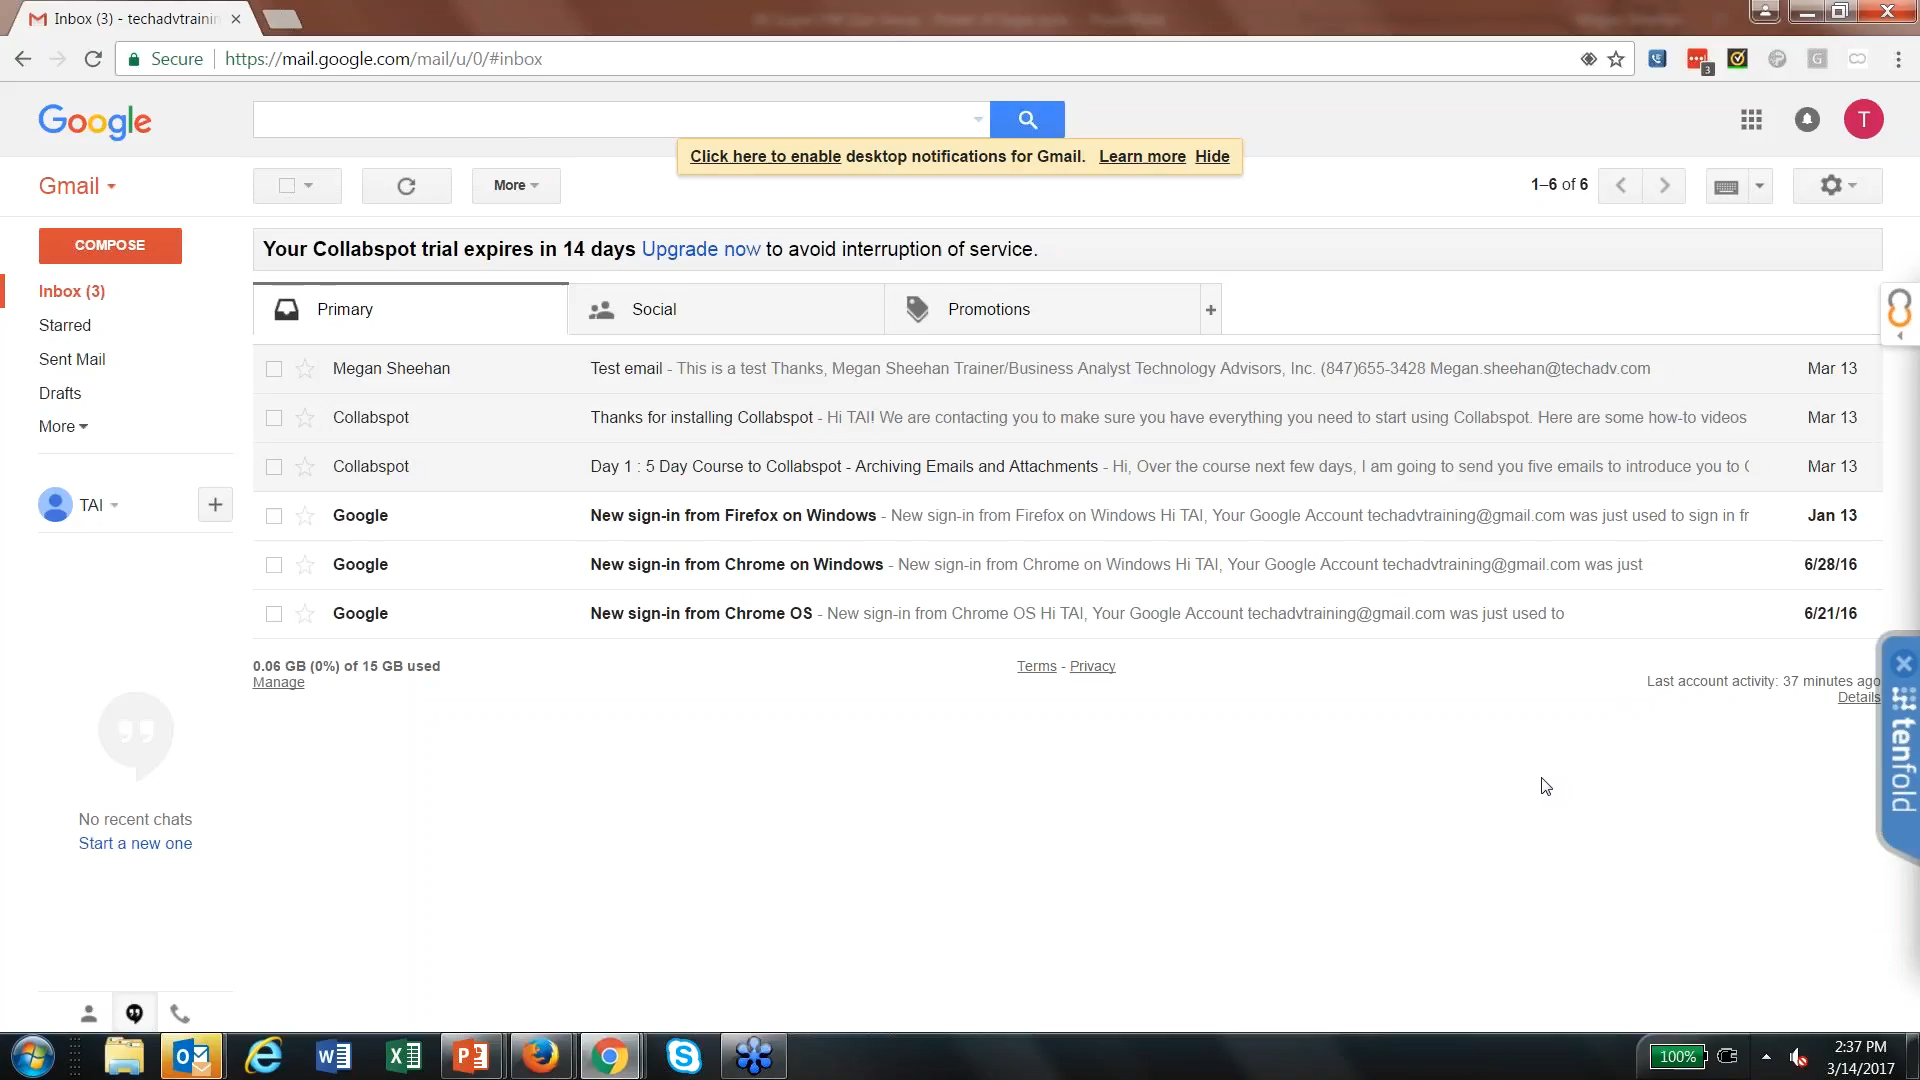 Inbox (3) - techadvtrainin
Secure
https://mail.google.com/mail/u/0/#inbox
3
G
Google
T
Click here to enable desktop notifications for Gmail. Learn more Hide
Gmail
More
1–6 of 6
COMPOSE
Your Collabspot trial expires in 14 days Upgrade now to avoid interruption of service.
Inbox (3)
Starred
Sent Mail
Drafts
More
TAI
+
Primary
Social
Promotions
+
Megan Sheehan Test email - This is a test Thanks, Megan Sheehan Trainer/Business Analyst Technology Advisors, Inc. (847)655-3428 Megan.sheehan@techadv.com Mar 13
Collabspot Thanks for installing Collabspot - Hi TAI! We are contacting you to make sure you have everything you need to start using Collabspot. Here are some how-to videos Mar 13
Collabspot Day 1 : 5 Day Course to Collabspot - Archiving Emails and Attachments - Hi, Over the course next few days, I am going to send you five emails to introduce you to Mar 13
Google New sign-in from Firefox on Windows - New sign-in from Firefox on Windows Hi TAI, Your Google Account techadvtraining@gmail.com was just used to sign in fr Jan 13
Google New sign-in from Chrome on Windows - New sign-in from Chrome on Windows Hi TAI, Your Google Account techadvtraining@gmail.com was just 6/28/16
Google New sign-in from Chrome OS - New sign-in from Chrome OS Hi TAI, Your Google Account techadvtraining@gmail.com was just used to 6/21/16
0.06 GB (0%) of 15 GB used
Manage
Terms - Privacy
Last account activity: 37 minutes ago
Details
tenfold
No recent chats
Start a new one
100%
2:37 PM
3/14/2017